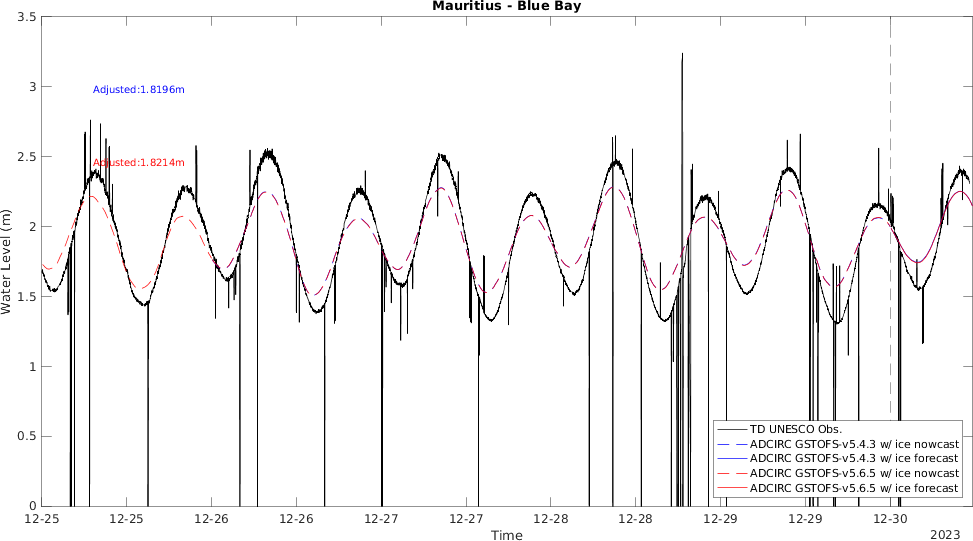 Mauritius - Blue Bay
3.5
3
2.5
2
1.5
1
0.5
0
Water Level (m)
Adjusted:1.8196m
Adjusted:1.8214m
TD UNESCO Obs.
ADCIRC GSTOFS-v5.4.3 w/ ice nowcast
ADCIRC GSTOFS-v5.4.3 w/ ice forecast
ADCIRC GSTOFS-v5.6.5 w/ ice nowcast
ADCIRC GSTOFS-v5.6.5 w/ ice forecast
12-25 12-25 12-26 12-26 12-27 12-27 12-28 12-28 12-29 12-29 12-30
Time
2023